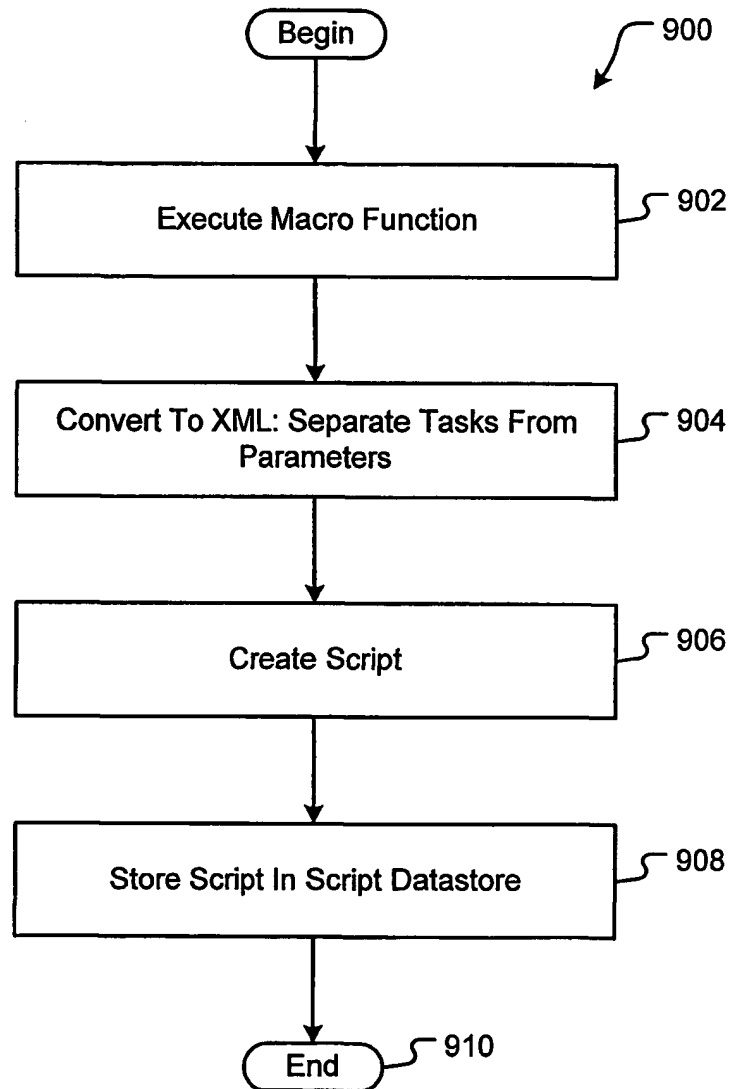 Begin
900
Execute Macro Function
902
Convert To XML: Separate Tasks From
Parameters
904
Create Script
906
Store Script In Script Datastore
908
End
910